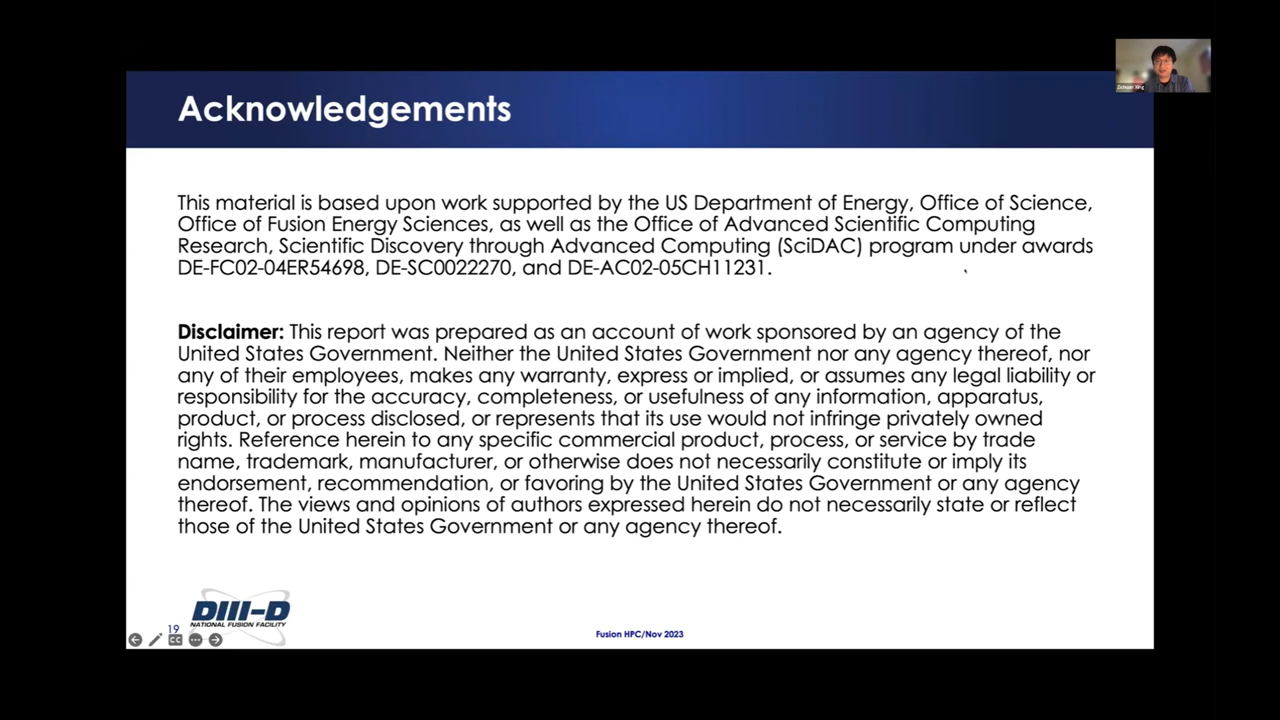 Acknowledgements
Zichuan Xing
This material is based upon work supported by the US Department of Energy, Office of Science,
Office of Fusion Energy Sciences, as well as the Office of Advanced Scientific Computing
Research, Scientific Discovery through Advanced Computing (SciDAC) program under awards
DE-FC02-04ER54698, DE-SC0022270, and DE-AC02-05CH11231.
Disclaimer: This report was prepared as an account of work sponsored by an agency of the
United States Government. Neither the United States Government nor any agency thereof, nor
any of their employees, makes any warranty, express or implied, or assumes any legal liability or
responsibility for the accuracy, completeness, or usefulness of any information, apparatus,
product, or process disclosed, or represents that its use would not infringe privately owned
rights. Reference herein to any specific commercial product, process, or service by trade
name, trademark, manufacturer, or otherwise does not necessarily constitute or imply its
endorsement, recommendation, or favoring by the United States Government or any agency
thereof. The views and opinions of authors expressed herein do not necessarily state or reflect
those of the United States Government or any agency thereof.
DIII-D
NATIONAL FUSION FACILITY
19
CC
Fusion HPC/Nov 2023